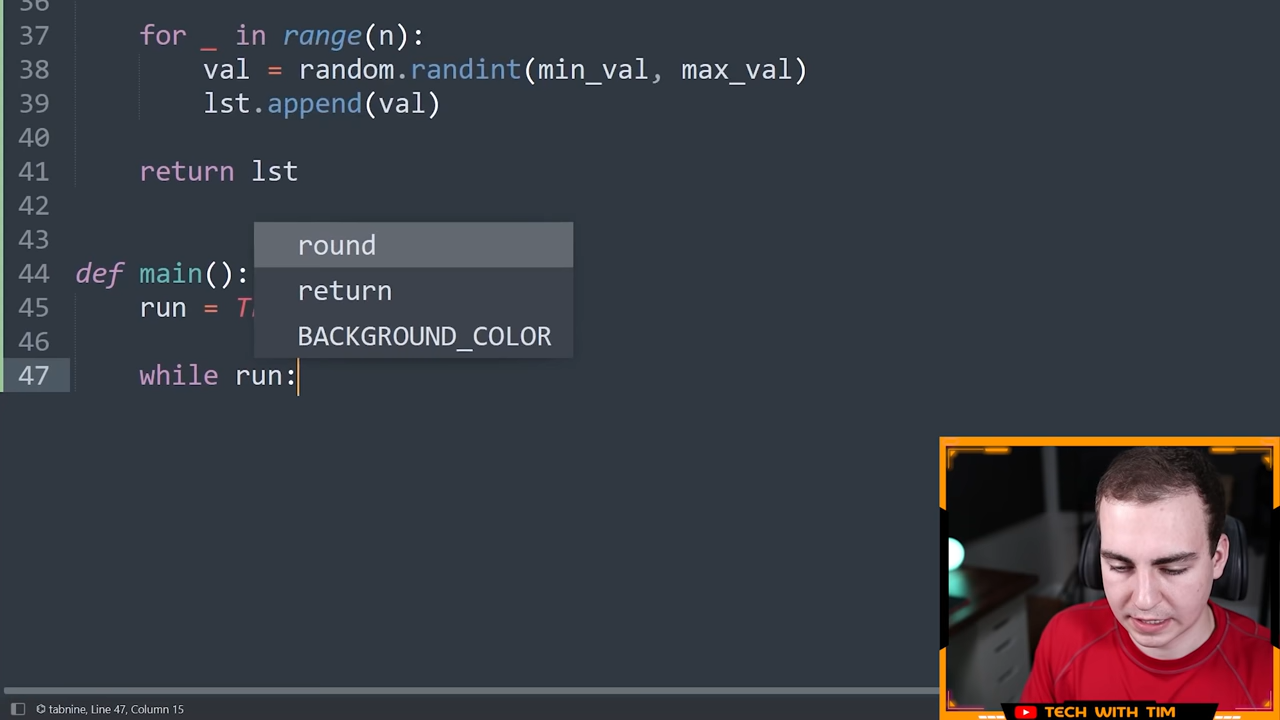 36
37 for _ in range(n):
38 val = random.randint(min_val, max_val)
39 lst.append(val)
40
41 return lst
42
43
round
44 def main():
return
45 run = T
BACKGROUND_COLOR
46
47 while run:
tabnine, Line 47, Column 15
TECH WITH TIM